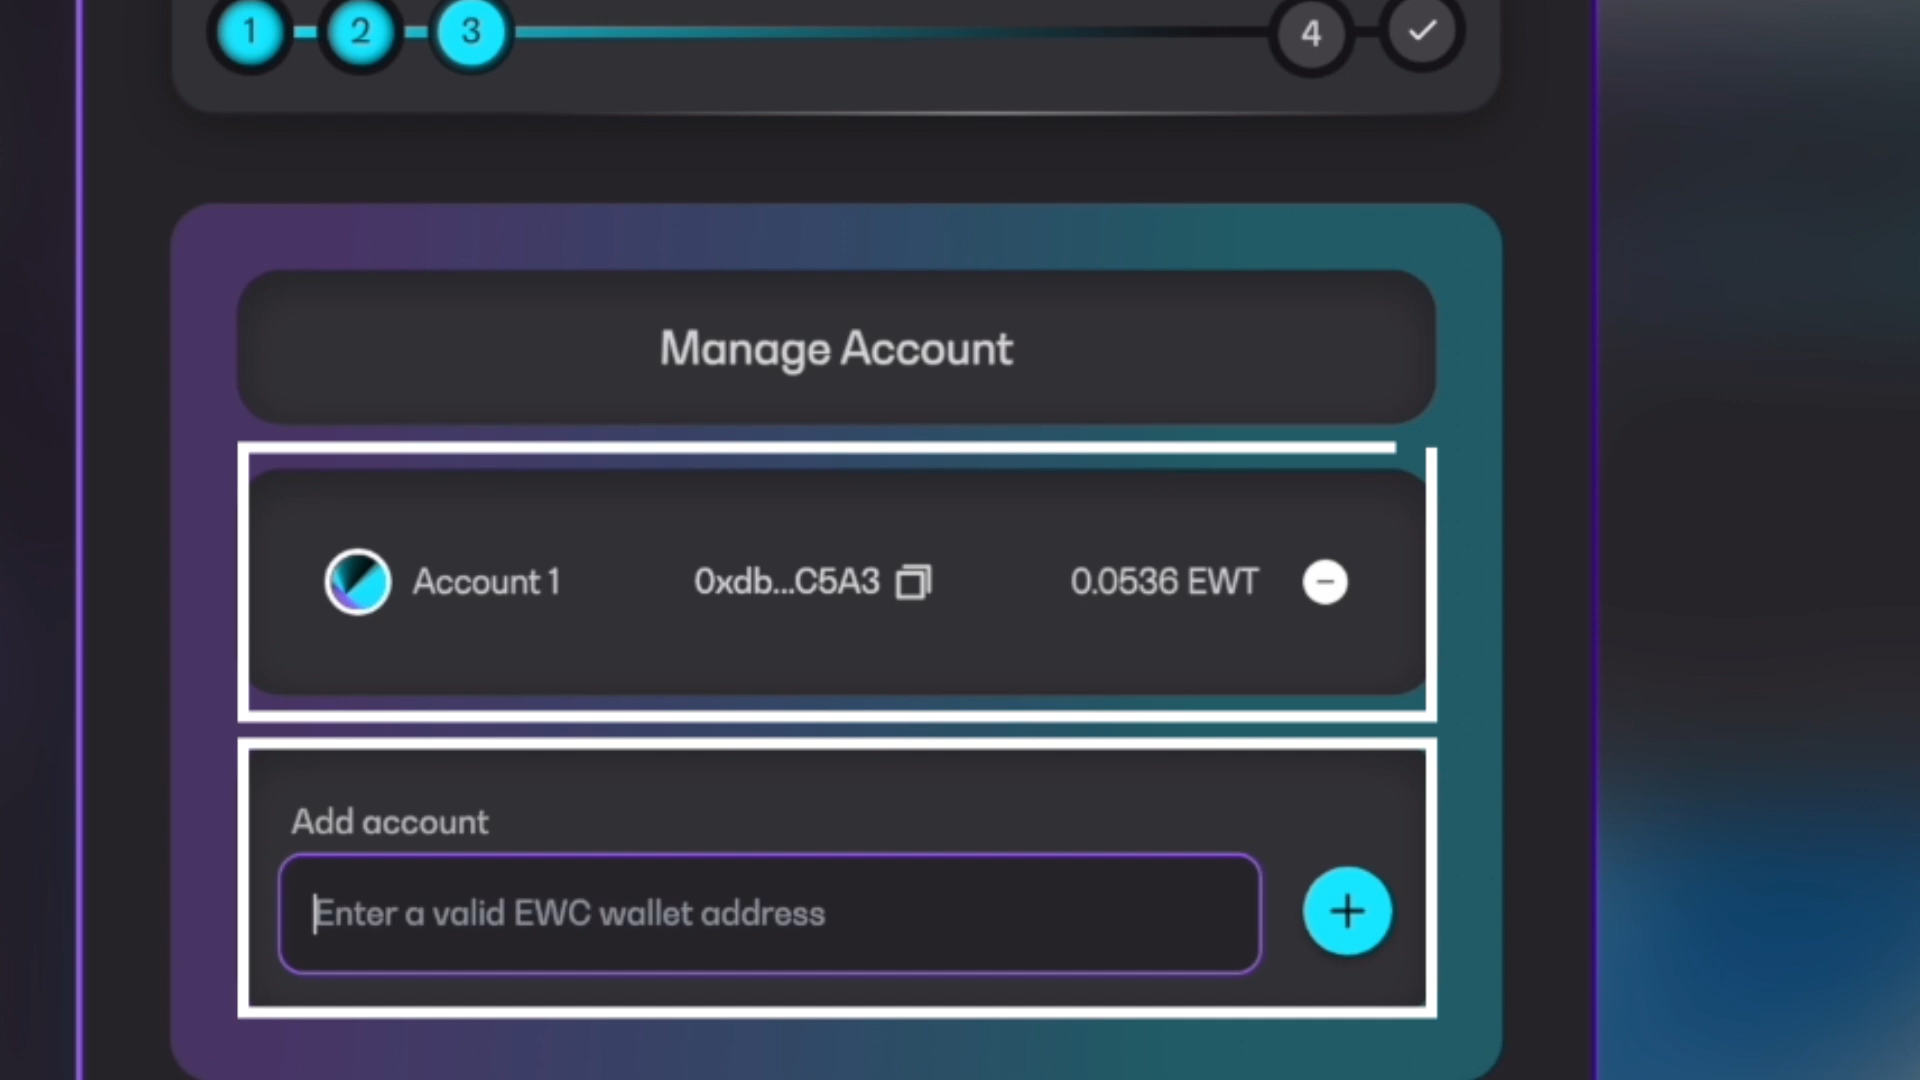 1 2 3 4
Manage Account
Account 1 0xdb...C5A3 0.0536 EWT
Add account
Enter a valid EWC wallet address